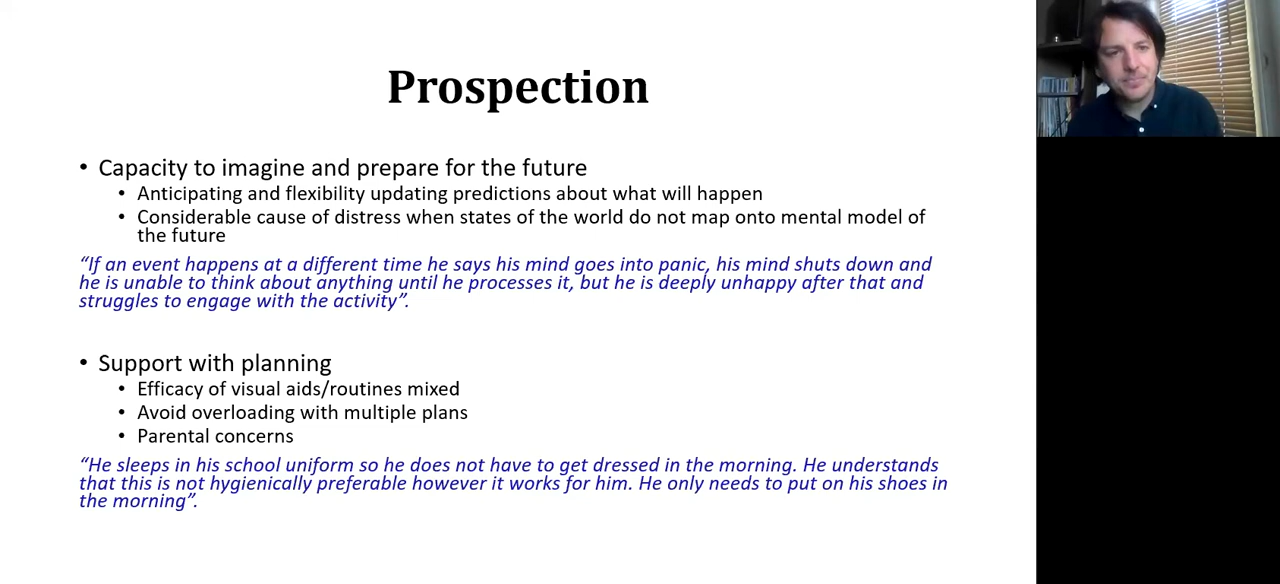 Prospection
• Capacity to imagine and prepare for the future
• Anticipating and flexibility updating predictions about what will happen
• Considerable cause of distress when states of the world do not map onto mental model of
the future
“If an event happens at a different time he says his mind goes into panic, his mind shuts down and
he is unable to think about anything until he processes it, but he is deeply unhappy after that and
struggles to engage with the activity”.
• Support with planning
• Efficacy of visual aids/routines mixed
• Avoid overloading with multiple plans
• Parental concerns
“He sleeps in his school uniform so he does not have to get dressed in the morning. He understands
that this is not hygienically preferable however it works for him. He only needs to put on his shoes in
the morning”.